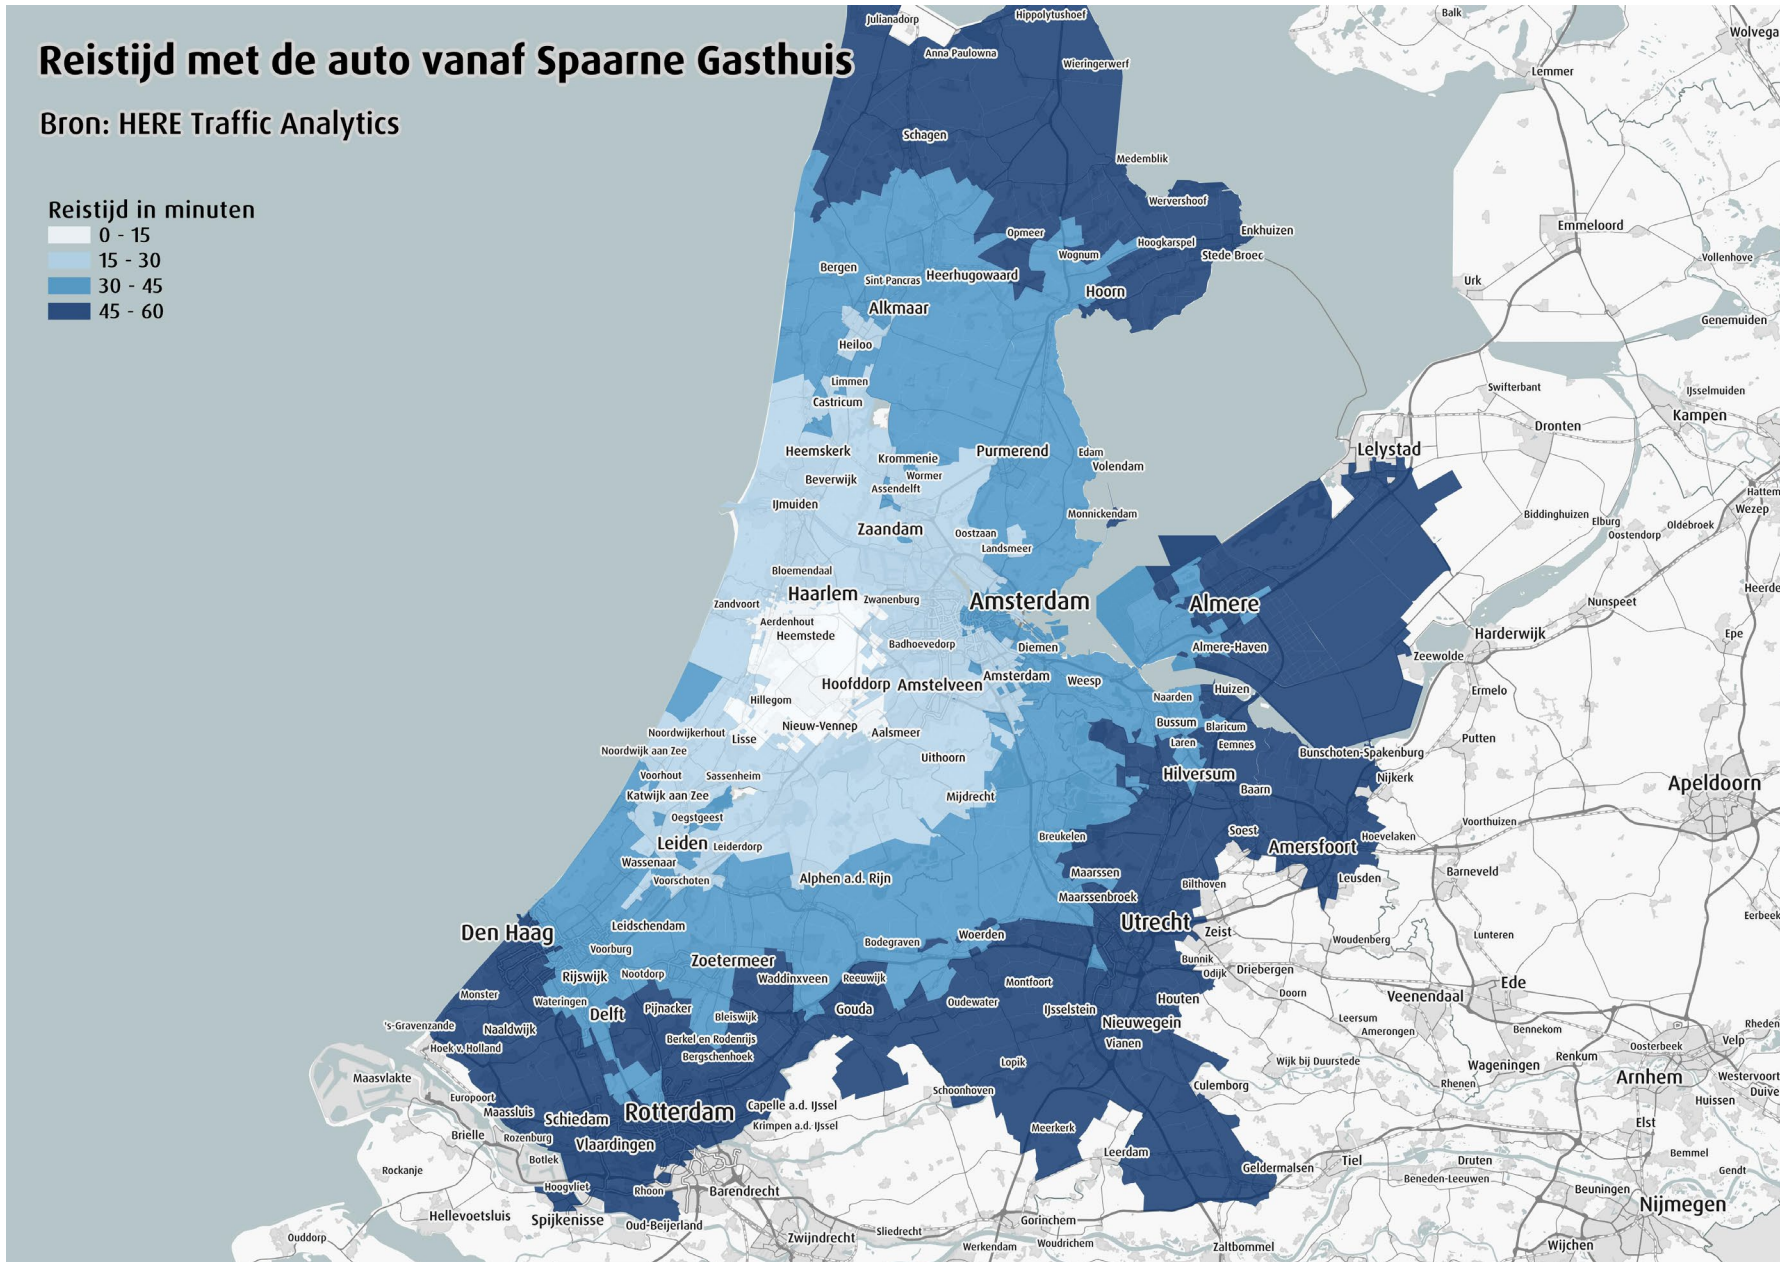 Reistijd met de auto vanaf Spaarne Gasthuis
Bron: HERE Traffic Analytics
Reistijd in minuten
0 - 15
15 - 30
30 - 45
45 - 60
Julianadorp
Hippolytushoef
Balk
Wolvega
Anna Paulowna
Wieringerwerf
Lemmer
Schagen
Medemblik
Wervershoof
Emmeloord
Opmeer
Enkhuizen
Hoogkarspel
Wognum
Stede Broec
Vollenhove
Bergen
Sint-Pancras
Heerhugowaard
Urk
Hoorn
Alkmaar
Genemuiden
Heiloo
Limmen
Swifterbant
IJsselmuiden
Castricum
Kampen
Dronten
Heemskerk
Krommenie
Purmerend
Edam
Lelystad
Volendam
Beverwijk
Wormer
Assendelft
Hattem
IJmuiden
Monnickendam
Biddinghuizen
Elburg
Oldebroek
Wezep
Zaandam
Oostzaan
Oostendorp
Landsmeer
Bloemendaal
Haarlem
Zwanenburg
Amsterdam
Almere
Nunspeet
Heerde
Zandvoort
Aerdenhout
Heemstede
Badhoevedorp
Diemen
Almere-Haven
Harderwijk
Epe
Zeewolde
Hoofddorp
Amstelveen
Amsterdam
Weesp
Huizen
Ermelo
Hillegom
Naarden
Nieuw-Vennep
Aalsmeer
Bussum
Blaricum
Noordwijkerhout
Lisse
Laren
Eemnes
Putten
Noordwijk aan Zee
Uithoorn
Bunschoten-Spakenburg
Voorhout
Sassenheim
Hilversum
Nijkerk
Apeldoorn
Katwijk aan Zee
Mijdrecht
Baarn
Oegstgeest
Voorthuizen
Leiden
Leiderdorp
Breukelen
Soest
Amersfoort
Hoevelaken
Wassenaar
Voorschoten
Alphen a.d. Rijn
Maarssen
Bilthoven
Leusden
Barneveld
Maarssenbroek
Eerbeek
Den Haag
Leidschendam
Utrecht
Zeist
Woudenberg
Lunteren
Voorburg
Bodegraven
Woerden
Zoetermeer
Bunnik
Rijswijk
Nootdorp
Waddinxveen
Reeuwijk
Odijk
Driebergen
Ede
Monster
Wateringen
Montfoort
Doorn
Veenendaal
Delft
Pijnacker
Bleiswijk
Gouda
Oudewater
IJsselstein
Houten
's-Gravenzande
Naaldwijk
Nieuwegein
Leersum
Amerongen
Bennekom
Rheden
Hoek v. Holland
Berkel en Rodenrijs
Bergschenhoek
Vianen
Oosterbeek
Velp
Lopik
Wijk bij Duurstede
Wageningen
Renkum
Maasvlakte
Schoonhoven
Culemborg
Rhenen
Arnhem
Westervoort
Europoort
Duive
Maassluis
Schiedam
Rotterdam
Capelle a.d. IJssel
Huissen
Brielle
Rozenburg
Vlaardingen
Krimpen a.d. IJssel
Meerkerk
Elst
Botlek
Leerdam
Geldermalsen
Tiel
Druten
Bemmel
Rockanje
Gendt
Hoogvliet
Rhoon
Barendrecht
Beneden-Leeuwen
Beuningen
Nijmegen
Hellevoetsluis
Spijkenisse
Oud-Beijerland
Gorinchem
Ouddorp
Zwijndrecht
Sliedrecht
Werkendam
Woudrichem
Zaltbommel
Wijchen